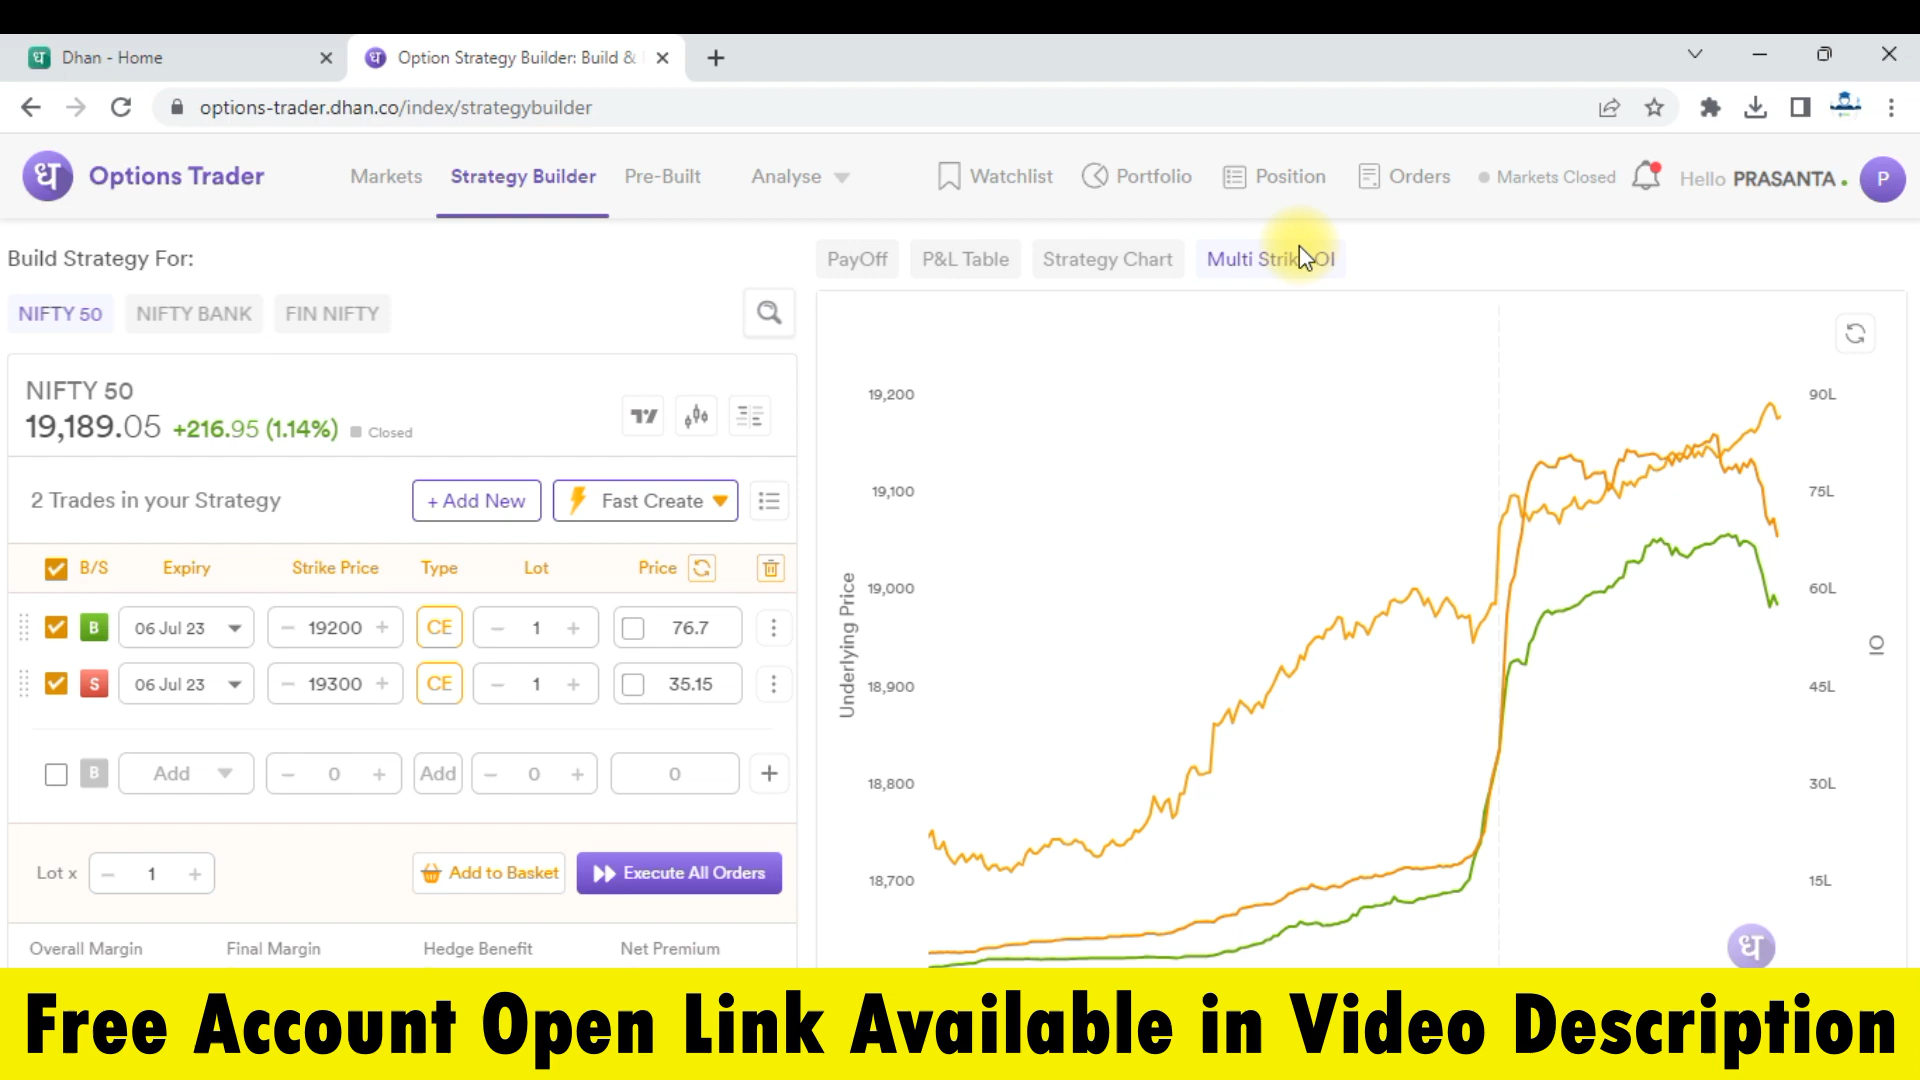 Dhan - Home
Option Strategy Builder: Build &
options-trader.dhan.co/index/strategybuilder
ध Options Trader
Markets Strategy Builder Pre-Built Analyse Watchlist Portfolio Position Orders Markets Closed Hello PRASANTA P
Build Strategy For:
PayOff P&L Table Strategy Chart Multi Strike OI
NIFTY 50 NIFTY BANK FIN NIFTY
NIFTY 50
19,189.05 +216.95 (1.14%) Closed
2 Trades in your Strategy + Add New Fast Create
B/S Expiry Strike Price Type Lot Price
B 06 Jul 23 − 19200 + CE − 1 + 76.7
S 06 Jul 23 − 19300 + CE − 1 + 35.15
B Add − 0 + Add − 0 + 0 +
Lot x − 1 + Add to Basket Execute All Orders
Overall Margin Final Margin Hedge Benefit Net Premium
Underlying Price
19,200
19,100
19,000
18,900
18,800
18,700
90L
75L
60L
45L
30L
15L
OI
ध
Free Account Open Link Available in Video Description